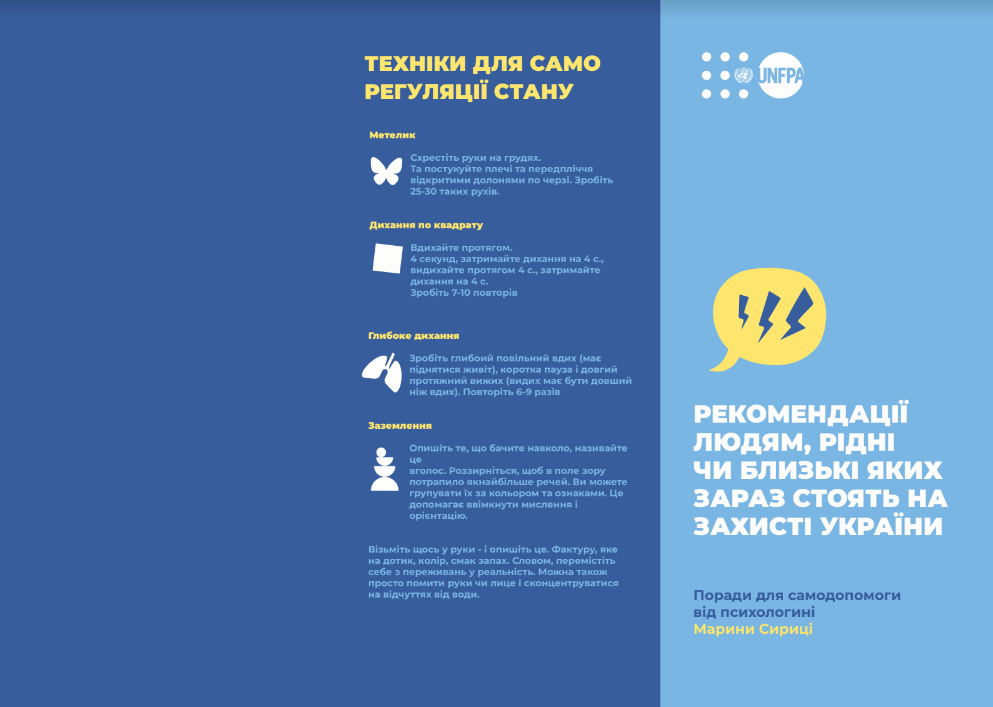 ТЕХНІКИ ДЛЯ САМО
РЕГУЛЯЦІЇ СТАНУ
Метелик
Схрестіть руки на грудях.
Та постукуйте плечі та передпліччя
відкритими долонями по черзі. Зробіть
25-30 таких рухів.
Дихання по квадрату
Вдихайте протягом.
4 секунд, затримайте дихання на 4 с.,
видихайте протягом 4 с., затримайте
дихання на 4 с.
Зробіть 7-10 повторів
Глибоке дихання
Зробіть глибоий повільний вдих (має
піднятися живіт), коротка пауза і довгий
протяжний вижих (видих має бути довший
ніж вдих). Повторіть 6-9 разів
Заземлення
Опишіть те, що бачите навколо, називайте
це
вголос. Роззирніться, щоб в поле зору
потрапило якнайбільше речей. Ви можете
групувати їх за кольором та ознаками. Це
допомагає ввімкнути мислення і
орієнтацію.
Візьміть щось у руки - і опишіть це. Фактуру, яке
на дотик, колір, смак запах. Словом, перемістіть
себе з переживань у реальність. Можна також
просто помити руки чи лице і сконцентруватися
на відчуттях від води.
UNFPA
РЕКОМЕНДАЦІЇ
ЛЮДЯМ, РІДНІ
ЧИ БЛИЗЬКІ ЯКИХ
ЗАРАЗ СТОЯТЬ НА
ЗАХИСТІ УКРАЇНИ
Поради для самодопомоги
від психологині
Марини Сириці